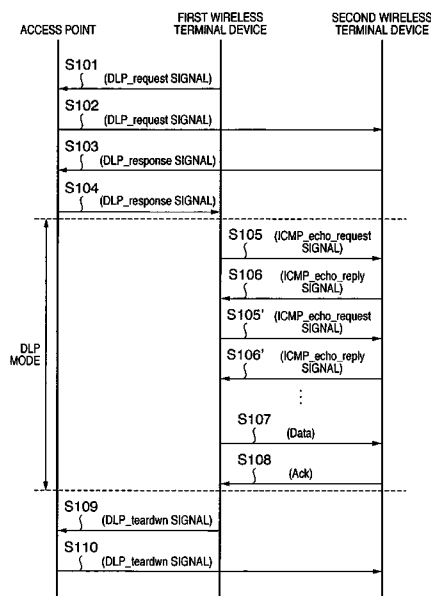 ACCESS POINT
FIRST WIRELESS
TERMINAL DEVICE
SECOND WIRELESS
TERMINAL DEVICE
S101
(DLP_request SIGNAL)
S102
(DLP_request SIGNAL)
S103
(DLP_response SIGNAL)
S104
(DLP_response SIGNAL)
DLP
MODE
S105 (ICMP_echo_request
SIGNAL)
S106 (ICMP_echo_reply
SIGNAL)
S105' (ICMP_echo_request
SIGNAL)
S106' (ICMP_echo_reply
SIGNAL)
⋮
S107
(Data)
S108
(Ack)
S109
(DLP_teardwn SIGNAL)
S110
(DLP_teardwn SIGNAL)